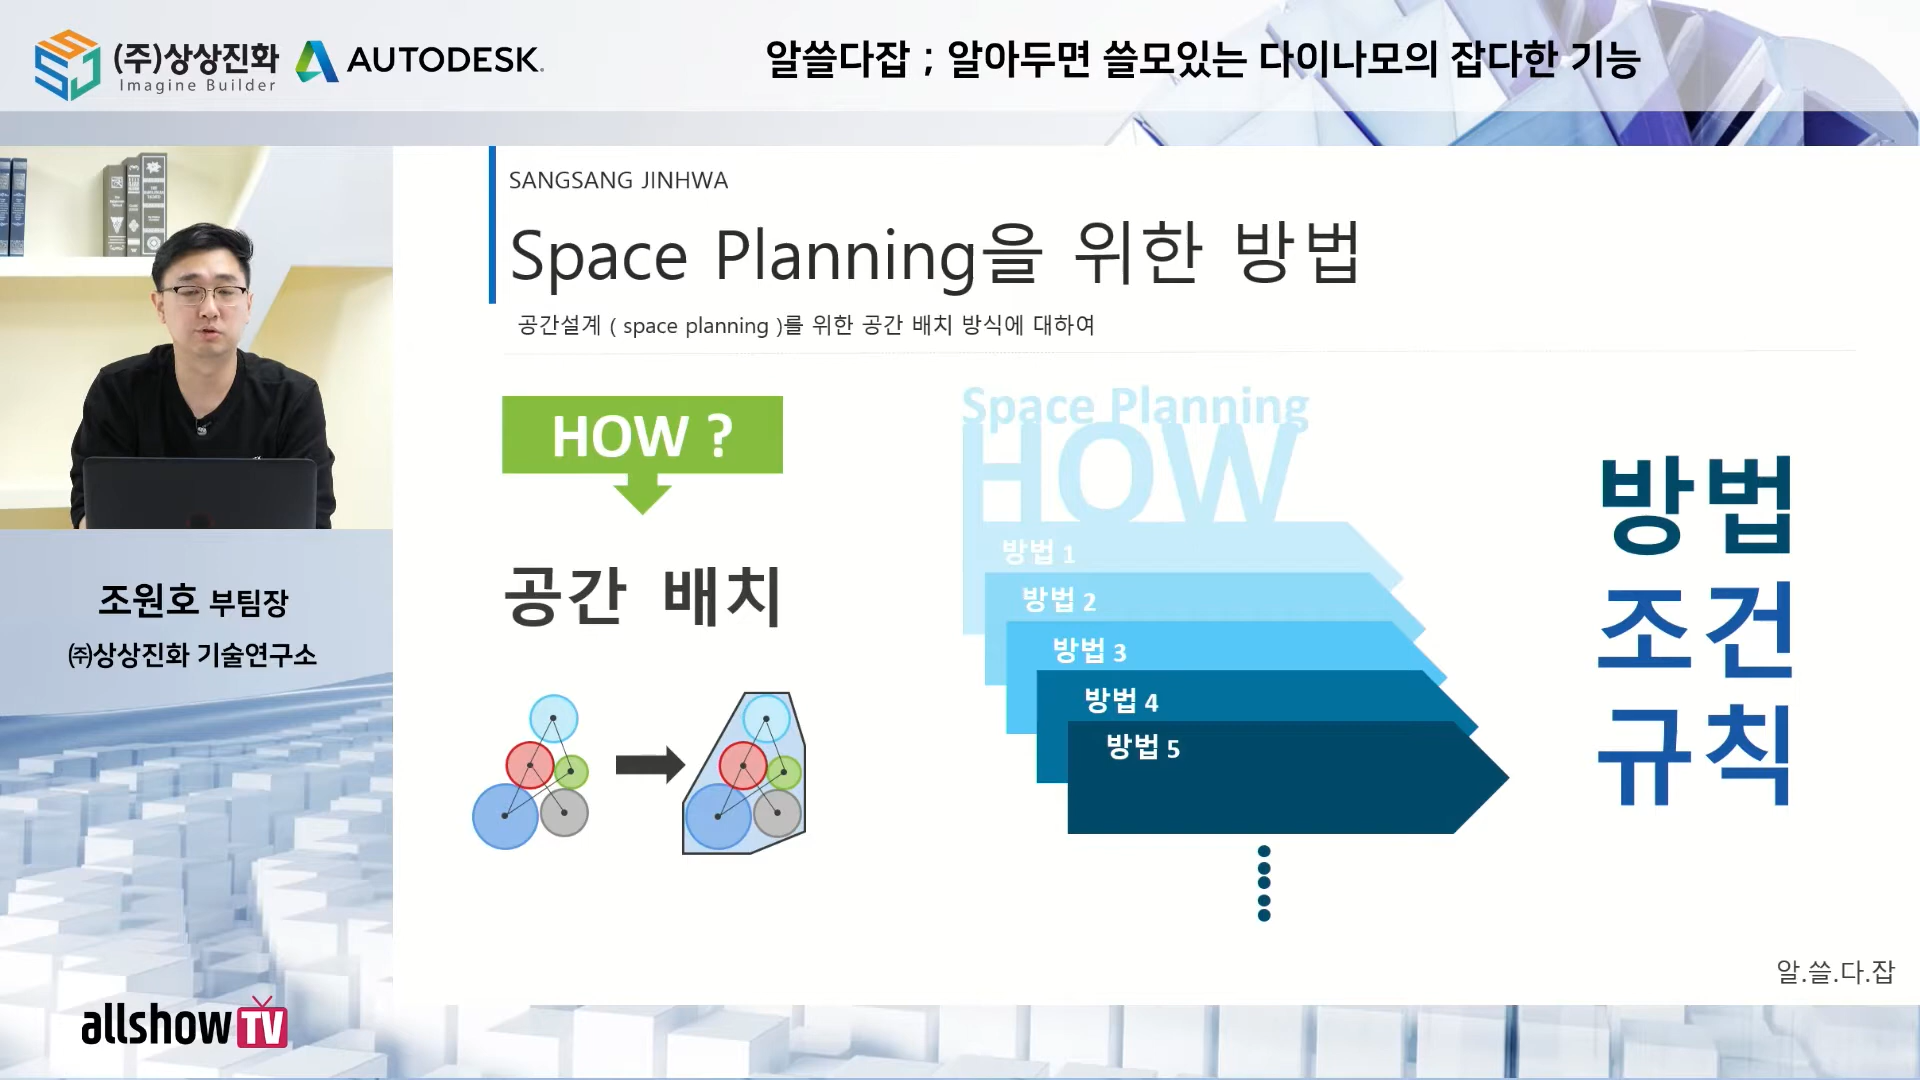 (주)상상진화
Imagine Builder
AUTODESK.
알쓸다잡 ; 알아두면 쓸모있는 다이나모의 잡다한 기능
SANGSANG JINHWA
Space Planning을 위한 방법
공간설계 ( space planning )를 위한 공간 배치 방식에 대하여
HOW ?
공간 배치
Space Planning
HOW
방법 1
방법 2
방법 3
방법 4
방법 5
방법
조건
규칙
조원호 부팀장
㈜상상진화 기술연구소
알.쓸.다.잡
allshow TV